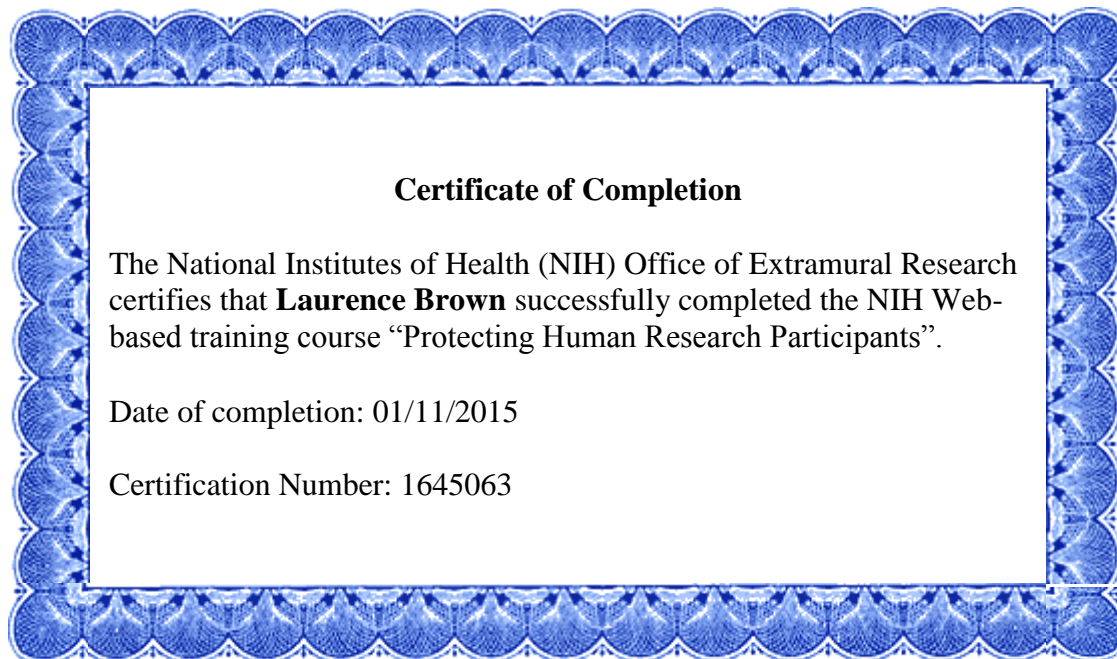 Certificate of Completion
The National Institutes of Health (NIH) Office of Extramural Research
certifies that Laurence Brown successfully completed the NIH Web-
based training course “Protecting Human Research Participants”.
Date of completion: 01/11/2015
Certification Number: 1645063